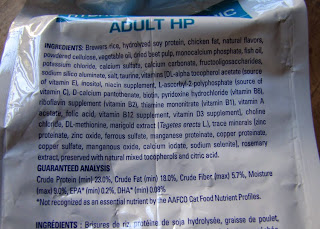 ADULT HP
INGREDIENTS: Brewers rice, hydrolyzed soy protein, chicken fat, natural flavors,
powdered cellulose, vegetable oil, dried beet pulp, monocalcium phosphate, fish oil,
potassium chloride, calcium sulfate, calcium carbonate, fructooligosaccharides,
sodium silico aluminate, salt, taurine, vitamins [DL-alpha tocopherol acetate (source
of vitamin E), inositol, niacin supplement, L-ascorbyl-2-polyphosphate (source of
vitamin C), D-calcium pantothenate, biotin, pyridoxine hydrochloride (vitamin B6),
riboflavin supplement (vitamin B2), thiamine mononitrate (vitamin B1), vitamin A
acetate, folic acid, vitamin B12 supplement, vitamin D3 supplement], choline
chloride, DL-methionine, marigold extract (Tagetes erecta L.), trace minerals [zinc
proteinate, zinc oxide, ferrous sulfate, manganese proteinate, copper proteinate,
copper sulfate, manganous oxide, calcium iodate, sodium selenite], rosemary
extract, preserved with natural mixed tocopherols and citric acid.
GUARANTEED ANALYSIS
Crude Protein (min) 23.0%, Crude Fat (min) 18.0%, Crude Fiber (max) 5.7%, Moisture
(max) 9.0%, EPA* (min) 0.2%, DHA* (min) 0.08%
*Not recognized as an essential nutrient by the AAFCO Cat Food Nutrient Profiles.
INGRÉDIENTS : Brisures de riz, protéine de soja hydrolysée, graisse de poulet,